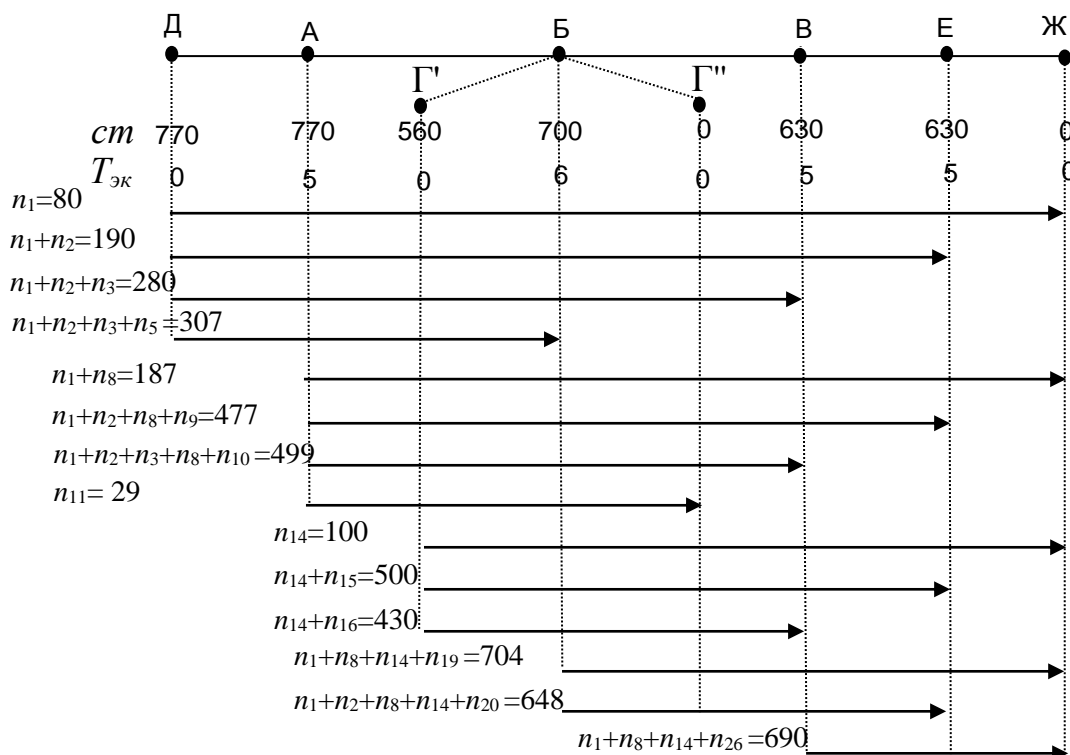 Д А Б В Е Ж
Г' Г"
ст 770 770 560 700 0 630 630 0
Tэк 0 5 0 6 0 5 5 0
n1=80
n1+n2=190
n1+n2+n3=280
n1+n2+n3+n5=307
n1+n8=187
n1+n2+n8+n9=477
n1+n2+n3+n8+n10=499
n11= 29
n14=100
n14+n15=500
n14+n16=430
n1+n8+n14+n19=704
n1+n2+n8+n14+n20=648
n1+n8+n14+n26=690